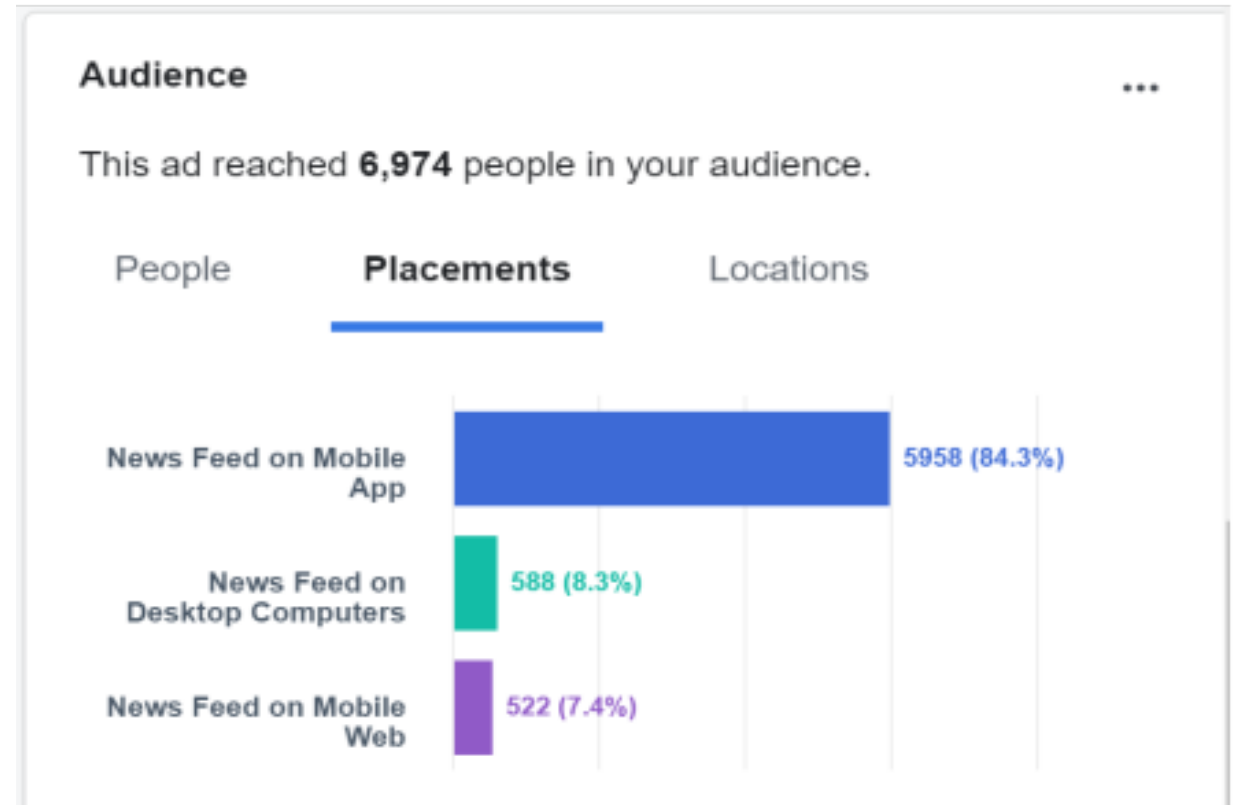 Audience
...
This ad reached 6,974 people in your audience.
People Placements Locations
News Feed on Mobile
App
5958 (84.3%)
News Feed on
Desktop Computers
588 (8.3%)
News Feed on Mobile
Web
522 (7.4%)